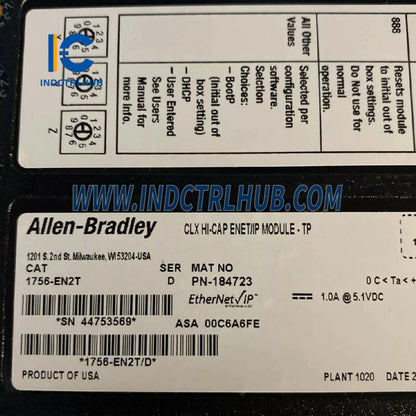 IC
INDCTRLHUB
888
Resets module
to initial out of
box settings.
Do not use for
normal
operation.
All Other
Values
Selected per
configuration
software.
Selection
Choices:
- BootP
(Initial out of
box setting)
- DHCP
- User Entered
See Users
Manual for
more Info.
Z
WWW.INDCTRLHUB.COM
Allen-Bradley
CLX HI-CAP ENET/IP MODULE - TP
1201 S. 2nd St. Milwaukee, WI 53204-USA
CAT SER MAT NO
1756-EN2T D PN-184723
EtherNet/IP
1.0A @ 5.1VDC
0 C < Ta < +
*SN 44753569* ASA 00C6A6FE
*1756-EN2T/D*
PRODUCT OF USA
PLANT 1020 DATE 2